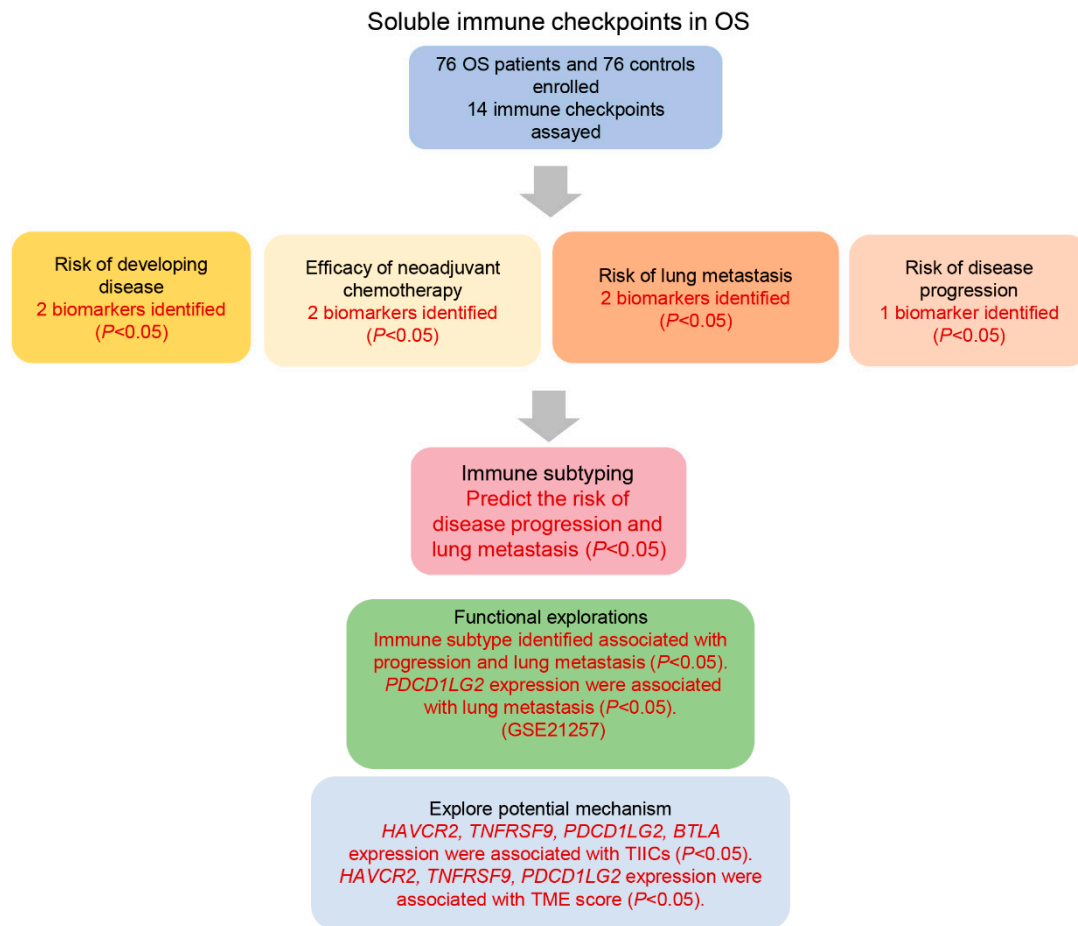 Soluble immune checkpoints in OS
76 OS patients and 76 controls
enrolled
14 immune checkpoints
assayed
Risk of developing
disease
2 biomarkers identified
(P<0.05)
Efficacy of neoadjuvant
chemotherapy
2 biomarkers identified
(P<0.05)
Risk of lung metastasis
2 biomarkers identified
(P<0.05)
Risk of disease
progression
1 biomarker identified
(P<0.05)
Immune subtyping
Predict the risk of
disease progression and
lung metastasis (P<0.05)
Functional explorations
Immune subtype identified associated with
progression and lung metastasis (P<0.05).
PDCD1LG2 expression were associated
with lung metastasis (P<0.05).
(GSE21257)
Explore potential mechanism
HAVCR2, TNFRSF9, PDCD1LG2, BTLA
expression were associated with TIICs (P<0.05).
HAVCR2, TNFRSF9, PDCD1LG2 expression were
associated with TME score (P<0.05).